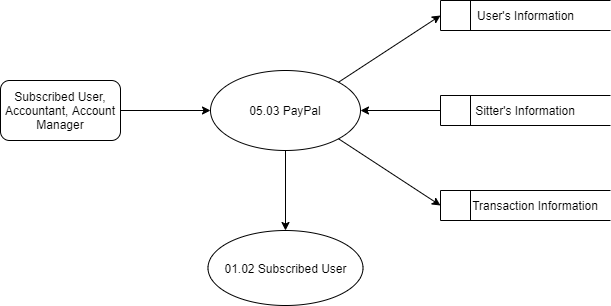 User's Information
Subscribed User,
Accountant, Account
Manager
05.03 PayPal
Sitter's Information
Transaction Information
01.02 Subscribed User